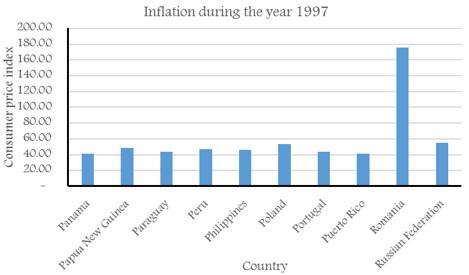 Inflation during the year 1997
Consumer price index
200.00
180.00
160.00
140.00
120.00
100.00
80.00
60.00
40.00
20.00
-
Panama
Papua New Guinea
Paraguay
Peru
Philippines
Poland
Portugal
Puerto Rico
Romania
Russian Federation
Country